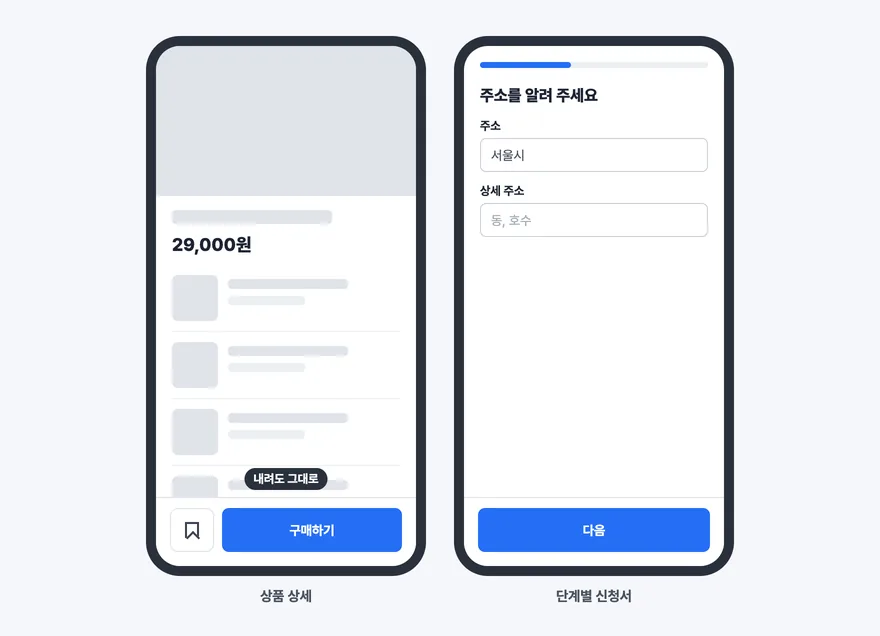 29,000원
내려도 그대로
구매하기
상품 상세
주소를 알려 주세요
주소
서울시
상세 주소
동, 호수
다음
단계별 신청서